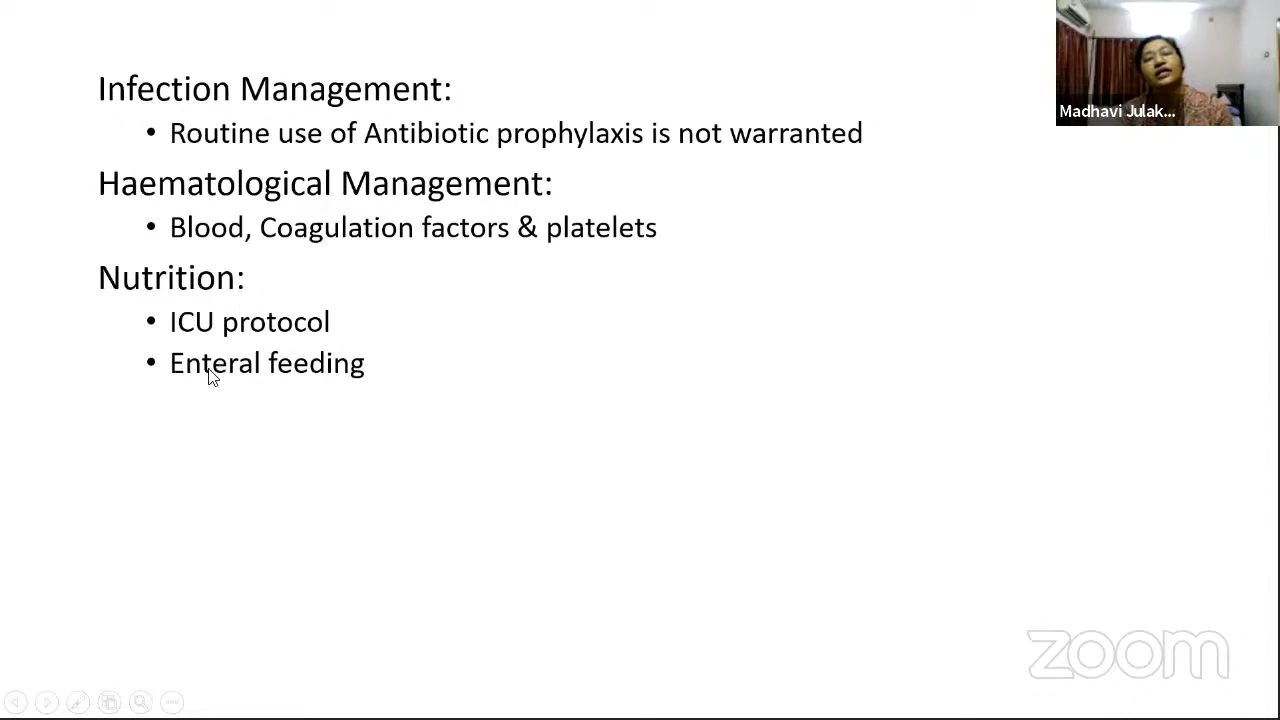 Infection Management:
• Routine use of Antibiotic prophylaxis is not warranted
Haematological Management:
• Blood, Coagulation factors & platelets
Nutrition:
• ICU protocol
• Enteral feeding
Madhavi Julak...
zoom